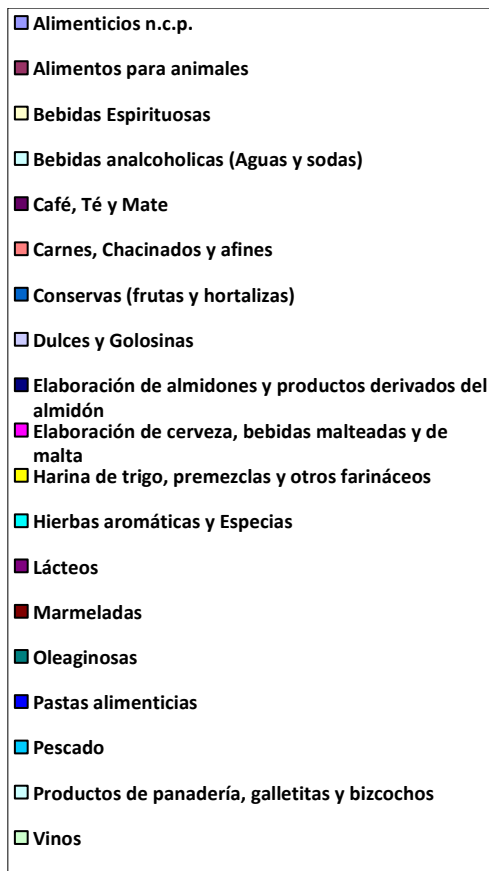 Alimenticios n.c.p.
Alimentos para animales
Bebidas Espirituosas
Bebidas analcoholicas (Aguas y sodas)
Café, Té y Mate
Carnes, Chacinados y afines
Conservas (frutas y hortalizas)
Dulces y Golosinas
Elaboración de almidones y productos derivados del
almidón
Elaboración de cerveza, bebidas malteadas y de
malta
Harina de trigo, premezclas y otros farináceos
Hierbas aromáticas y Especias
Lácteos
Marmeladas
Oleaginosas
Pastas alimenticias
Pescado
Productos de panadería, galletitas y bizcochos
Vinos